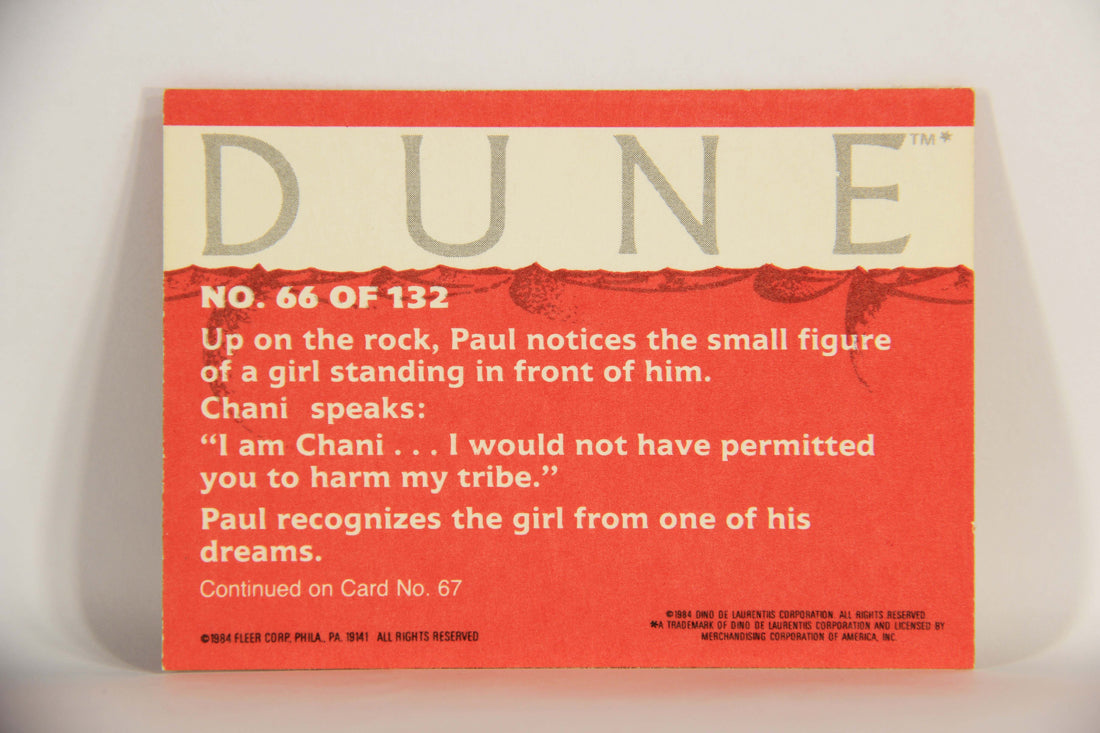 DUNE™*
NO. 66 OF 132
Up on the rock, Paul notices the small figure
of a girl standing in front of him.
Chani speaks:
“I am Chani . . . I would not have permitted
you to harm my tribe.”
Paul recognizes the girl from one of his
dreams.
Continued on Card No. 67
©1984 FLEER CORP., PHILA., PA. 19141 ALL RIGHTS RESERVED
©1984 DINO DE LAURENTIIS CORPORATION. ALL RIGHTS RESERVED
*A TRADEMARK OF DINO DE LAURENTIIS CORPORATION AND LICENSED BY
MERCHANDISING CORPORATION OF AMERICA, INC.